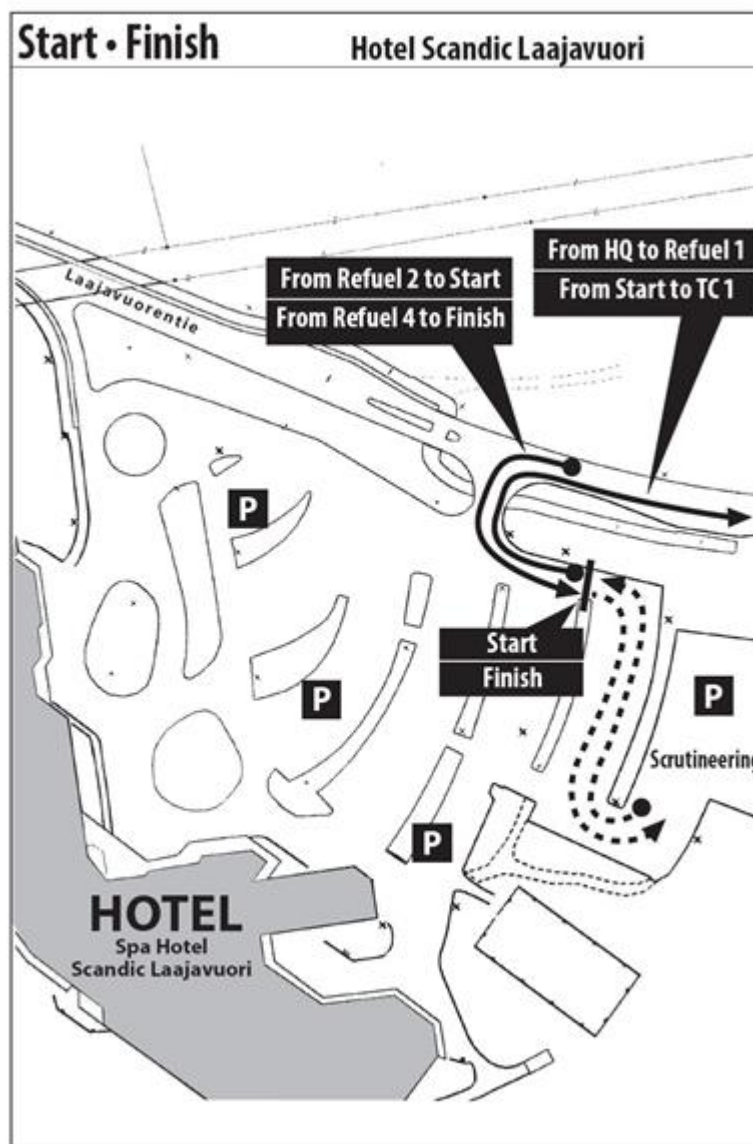 Start • Finish
Hotel Scandic Laajavuori
Laajavuorentie
From Refuel 2 to Start
From Refuel 4 to Finish
From HQ to Refuel 1
From Start to TC 1
P
P
P
P
Start
Finish
Scrutineering
HOTEL
Spa Hotel
Scandic Laajavuori